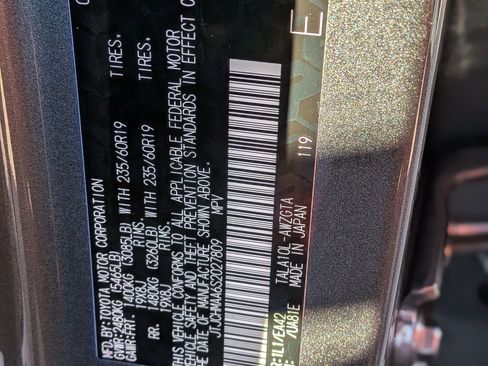 BY: TOYOTA MOTOR CORPORATION
GVWR: 2480KG (5465LB)
GAWR: FRT. 1400KG (3085LB) WITH 235/60R19 TIRES,
19X8J RIMS,
RR. 1480KG (3260LB) WITH 235/60R19 TIRES,
19X8J RIMS,
THIS VEHICLE CONFORMS TO ALL APPLICABLE FEDERAL MOTOR
VEHICLE SAFETY AND THEFT PREVENTION STANDARDS IN EFFECT
ON THE DATE OF MANUFACTURE SHOWN ABOVE.
JTJCHMAA6S2027809 MPV
:1L1/EA42 TALA10L-AWZGTA
MADE IN JAPAN
119
E